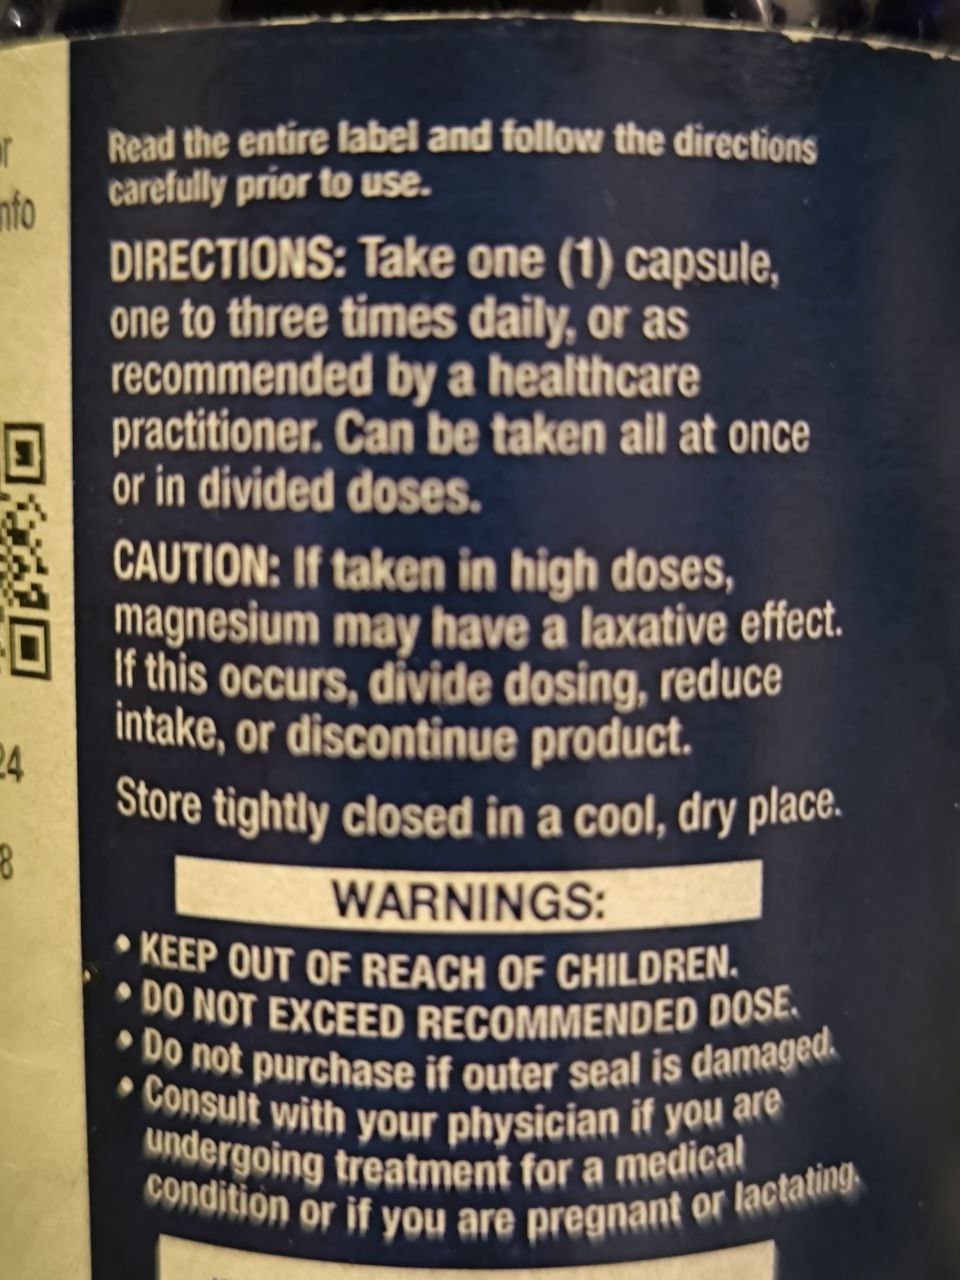 Read the entire label and follow the directions
carefully prior to use.
DIRECTIONS: Take one (1) capsule,
one to three times daily, or as
recommended by a healthcare
practitioner. Can be taken all at once
or in divided doses.
CAUTION: If taken in high doses,
magnesium may have a laxative effect.
If this occurs, divide dosing, reduce
intake, or discontinue product.
Store tightly closed in a cool, dry place.
WARNINGS:
• KEEP OUT OF REACH OF CHILDREN.
• DO NOT EXCEED RECOMMENDED DOSE.
• Do not purchase if outer seal is damaged.
• Consult with your physician if you are
undergoing treatment for a medical
condition or if you are pregnant or lactating.